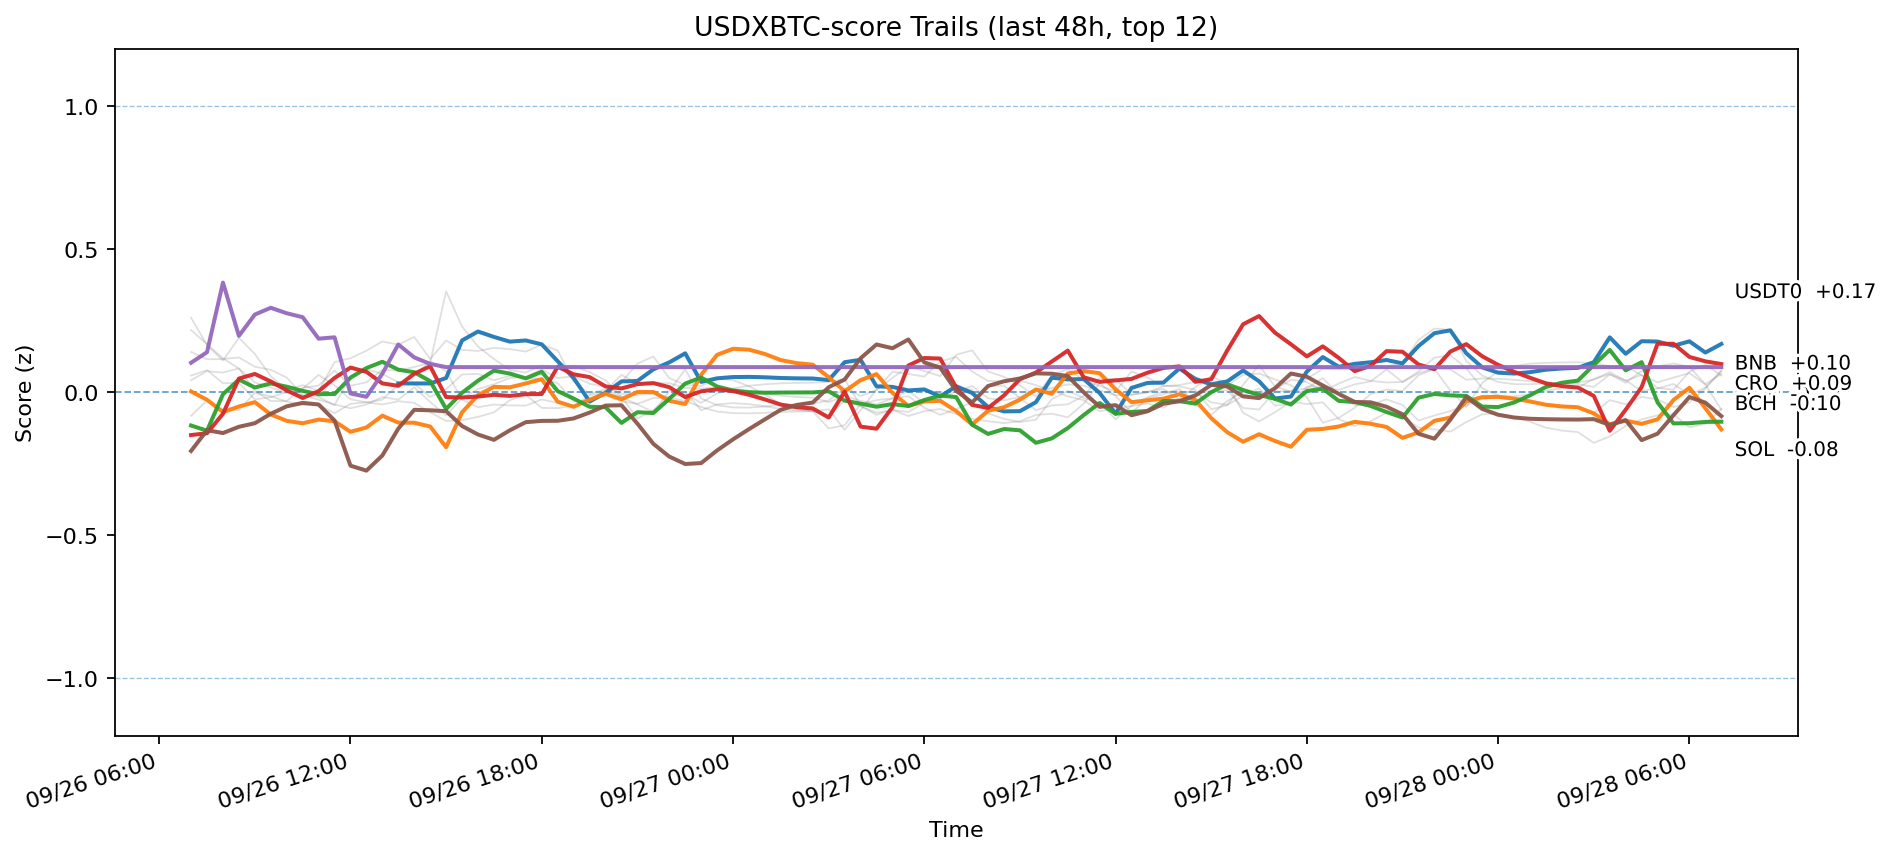 USDXBTC-score Trails (last 48h, top 12)
Score (z)
1.0
0.5
0.0
−0.5
−1.0
USDT0 +0.17
BNB +0.10
CRO +0.09
BCH -0.10
SOL -0.08
09/26 06:00
09/26 12:00
09/26 18:00
09/27 00:00
09/27 06:00
09/27 12:00
09/27 18:00
09/28 00:00
09/28 06:00
Time